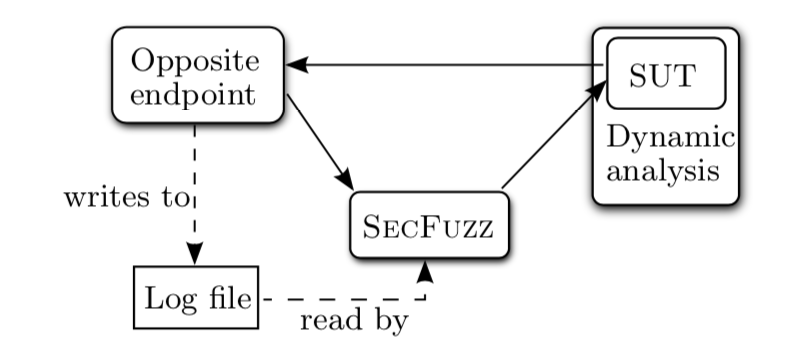 Opposite
endpoint
SUT
Dynamic
analysis
writes to
SECFUZZ
Log file
read by